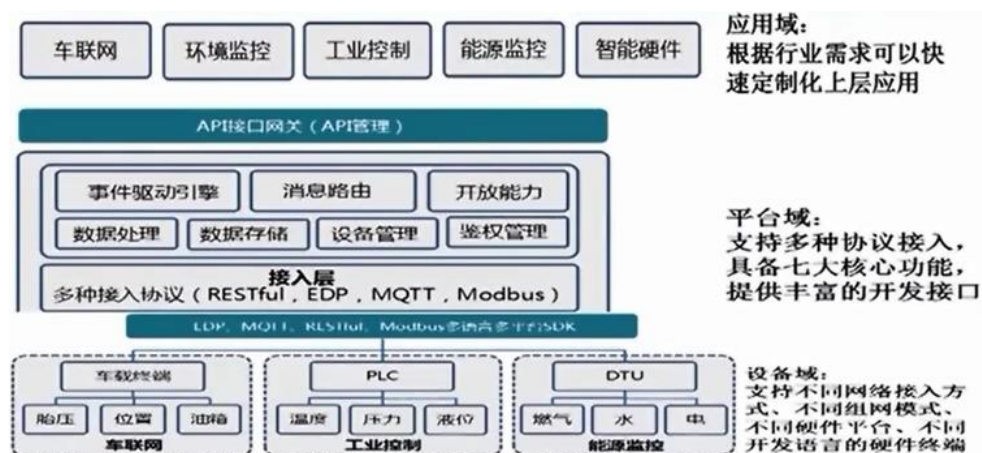 车联网 环境监控 工业控制 能源监控 智能硬件
应用域：
根据行业需求可以快
速定制化上层应用
API接口网关（API管理）
事件驱动引擎 消息路由 开放能力
数据处理 数据存储 设备管理 鉴权管理
接入层
多种接入协议（RESTful，EDP，MQTT，Modbus）
平台域：
支持多种协议接入，
具备七大核心功能，
提供丰富的开发接口
EDP、MQTT、RESTful、Modbus多语言多平台SDK
车载终端 PLC DTU
胎压 位置 油箱 温度 压力 液位 燃气 水 电
车联网 工业控制 能源监控
设备域：
支持不同网络接入方
式、不同组网模式、
不同硬件平台、不同
开发语言的硬件终端